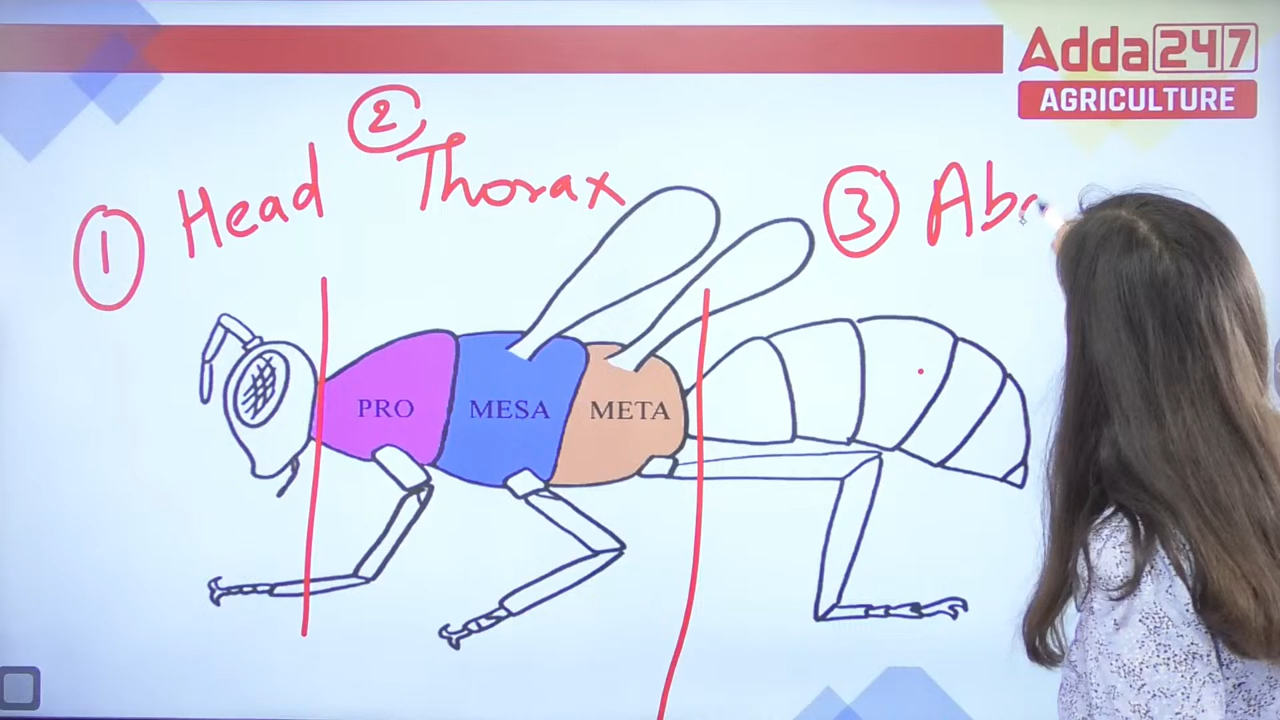 Adda247
AGRICULTURE
② Thorax
① Head
③ Ab
PRO
MESA
META